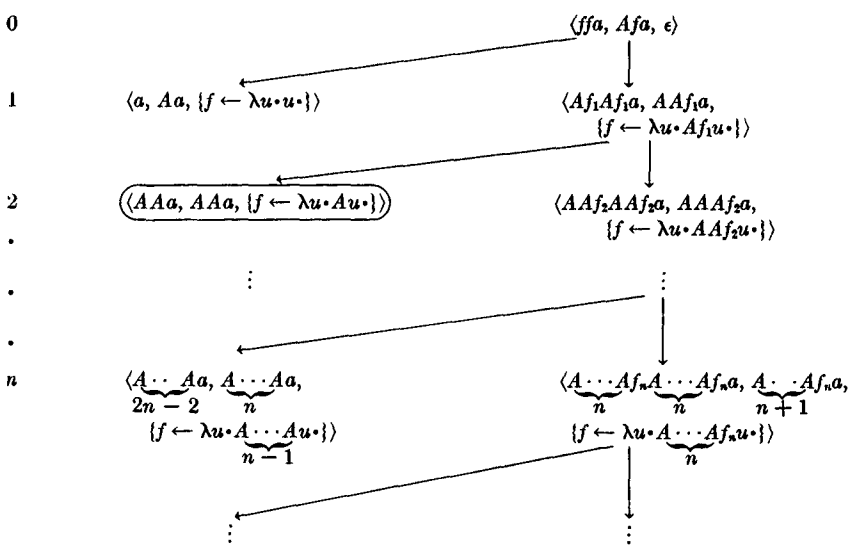 0 ⟨ffa, Afa, ϵ⟩
1 ⟨a, Aa, {f ← λu•u•}⟩ ⟨Af₁Af₁a, AAf₁a,
{f ← λu•Af₁u•}⟩
2 ⟨AAa, AAa, {f ← λu•Au•}⟩ ⟨AAf₂AAf₂a, AAAf₂a,
{f ← λu•AAf₂u•}⟩
•
⋮ ⋮
•
•
n ⟨A⋯Aa, A⋯Aa, ⟨A⋯AfₙA⋯Afₙa, A⋯Afₙa,
2n − 2 n n n n + 1
{f ← λu•A⋯Au•}⟩ {f ← λu•A⋯Afₙu•}⟩
n − 1 n
⋮ ⋮